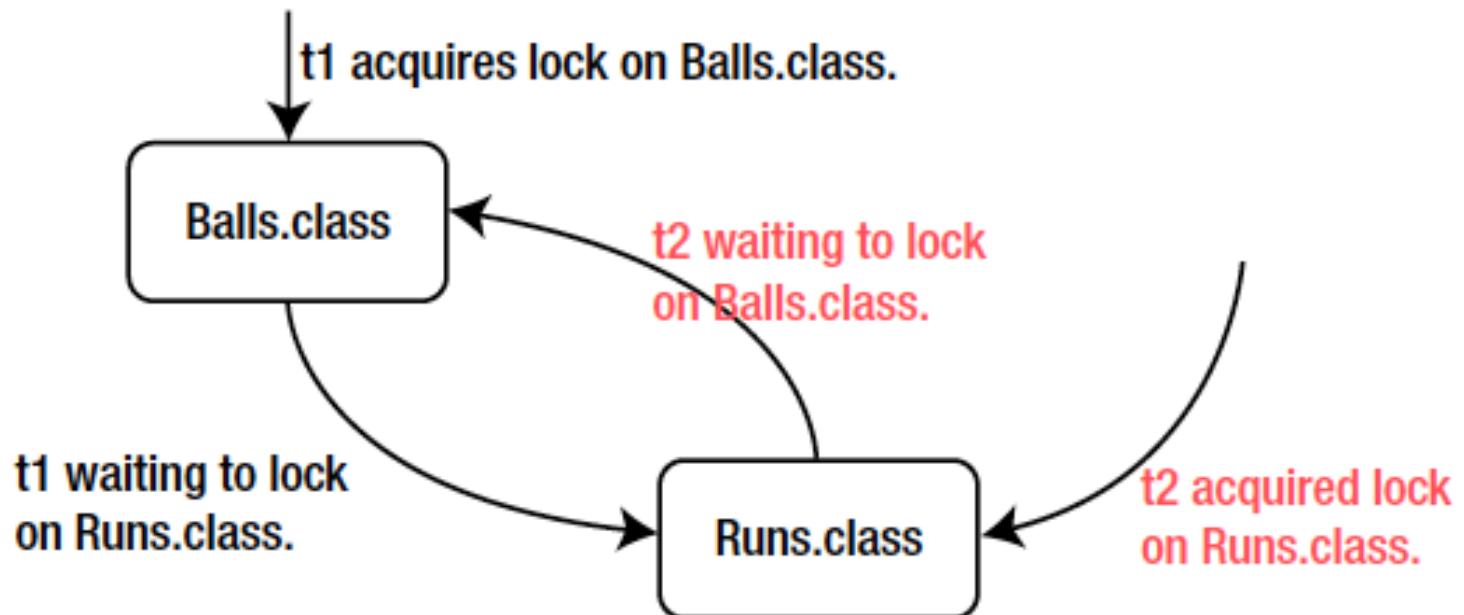 t1 acquires lock on Balls.class.
Balls.class
t2 waiting to lock
on Balls.class.
t1 waiting to lock
on Runs.class.
Runs.class
t2 acquired lock
on Runs.class.